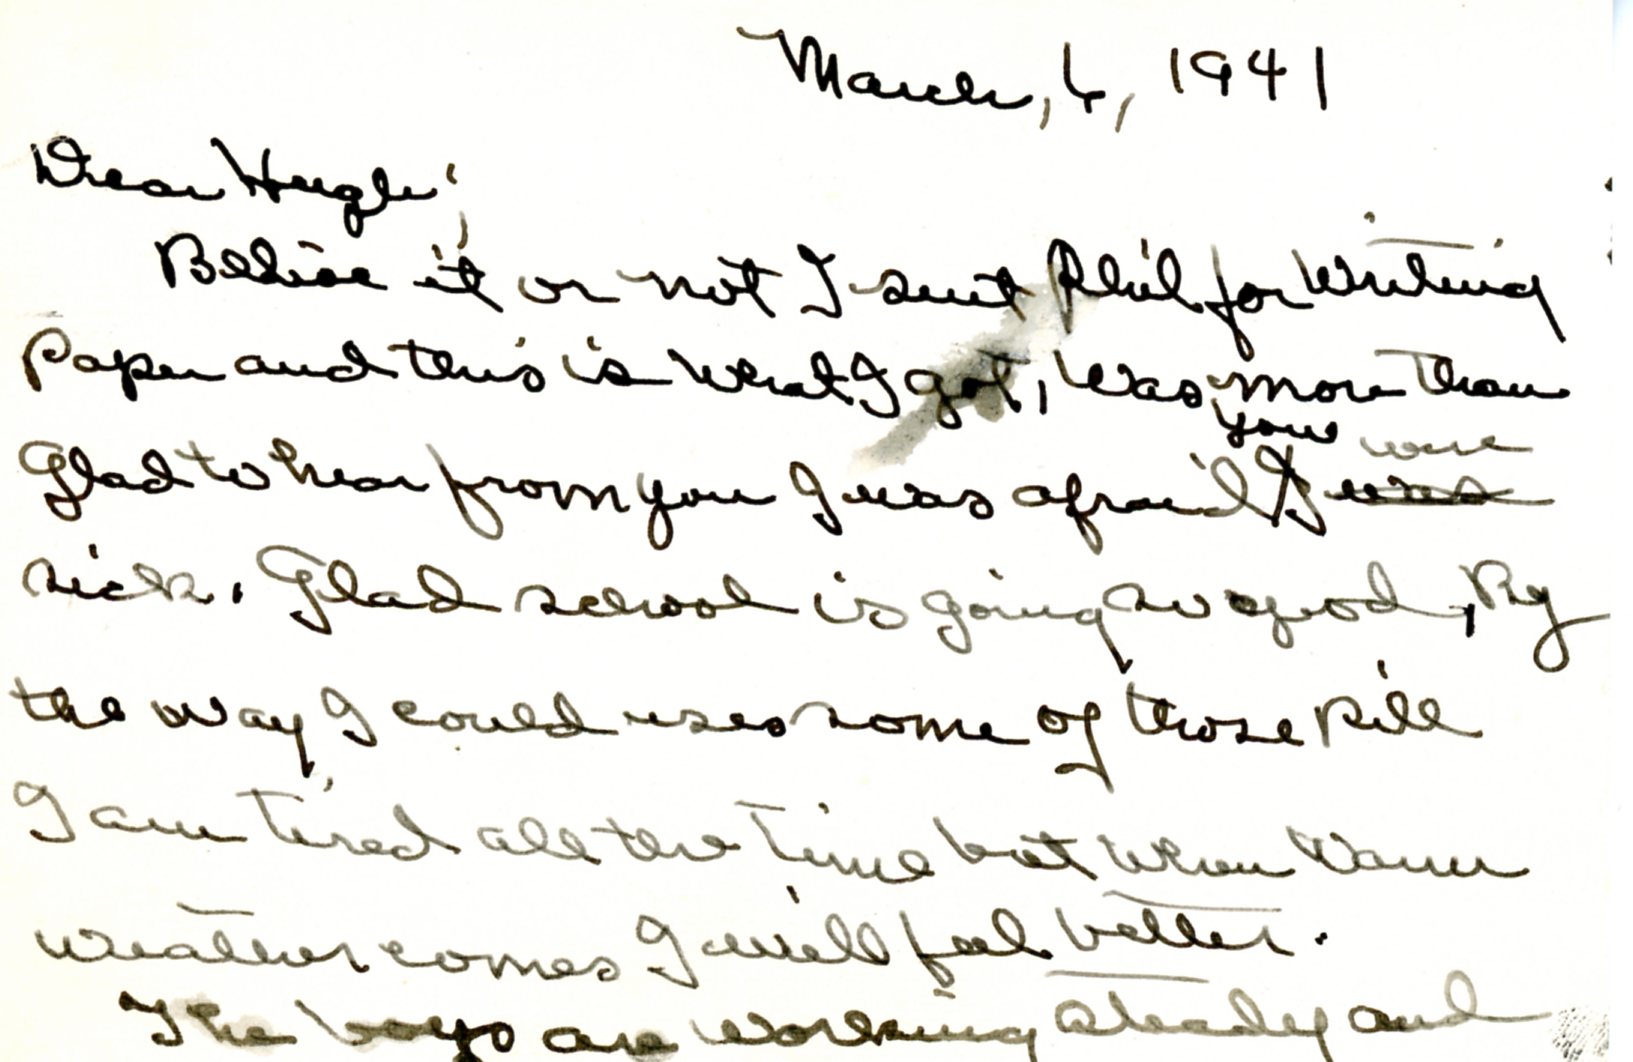 March, 6, 1941
Dear Hugh;
Believe it or not I sent Phil for Writing
Paper and this is What I got, Was more than
you were
Glad to hear from you I was afraid I was
sick. Glad school is going so good, By
the way I could uses some of those Pill
I am Tired all the Time but When Warm
weather comes I will feel better.
The boys are working steady and